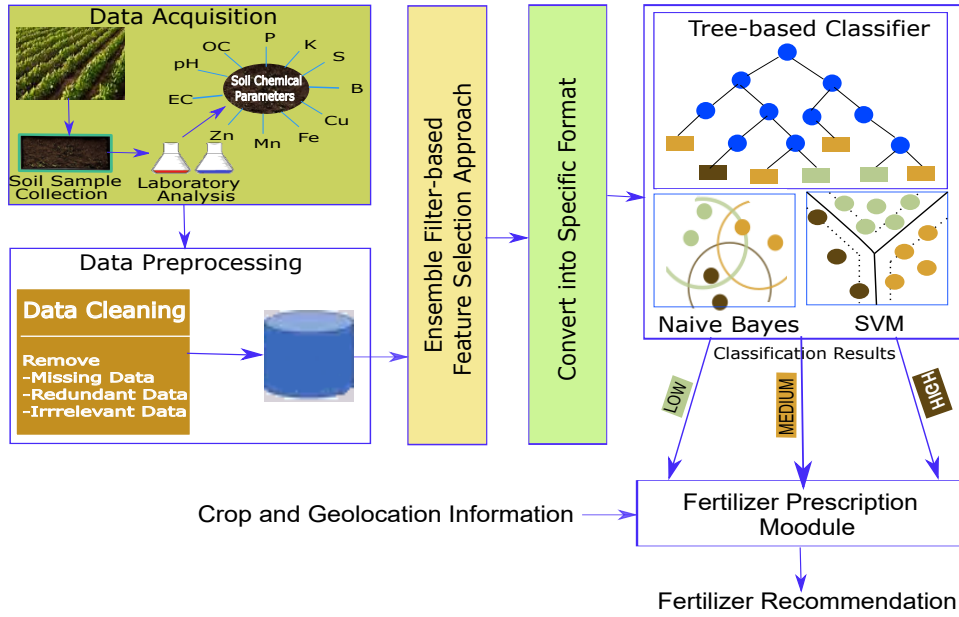 Data Acquisition
P
K
OC
S
pH
Soil Chemical
Parameters
B
EC
Cu
Zn
Mn
Fe
Soil Sample
Collection
Laboratory
Analysis
Data Preprocessing
Data Cleaning
Remove
-Missing Data
-Redundant Data
-Irrrelevant Data
Ensemble Filter-based
Feature Selection Approach
Convert into Specific Format
Tree-based Classifier
Naive Bayes
SVM
Classification Results
LOW
MEDIUM
HIGH
Crop and Geolocation Information
Fertilizer Prescription
Moodule
Fertilizer Recommendation